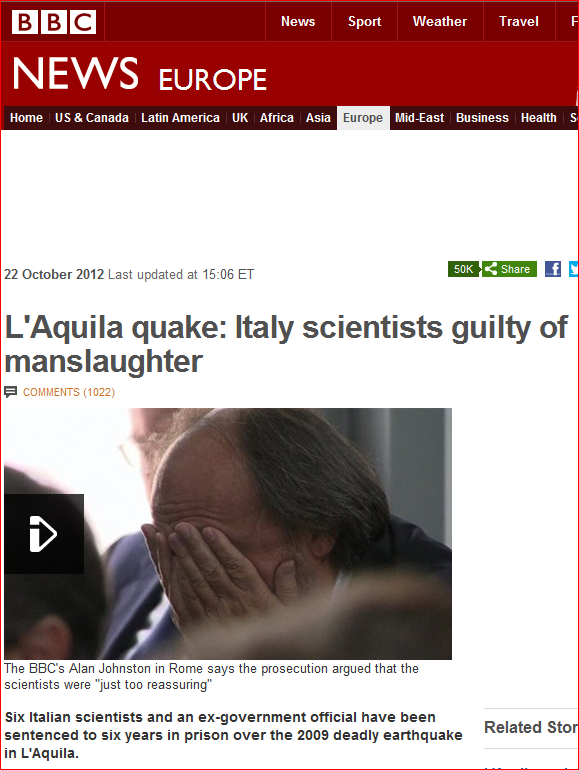 BBC News Sport Weather Travel
NEWS EUROPE
Home US & Canada Latin America UK Africa Asia Europe Mid-East Business Health
22 October 2012 Last updated at 15:06 ET
50K Share f
L'Aquila quake: Italy scientists guilty of
manslaughter
COMMENTS (1022)
The BBC's Alan Johnston in Rome says the prosecution argued that the
scientists were "just too reassuring"
Six Italian scientists and an ex-government official have been
sentenced to six years in prison over the 2009 deadly earthquake
in L'Aquila.
Related Stor